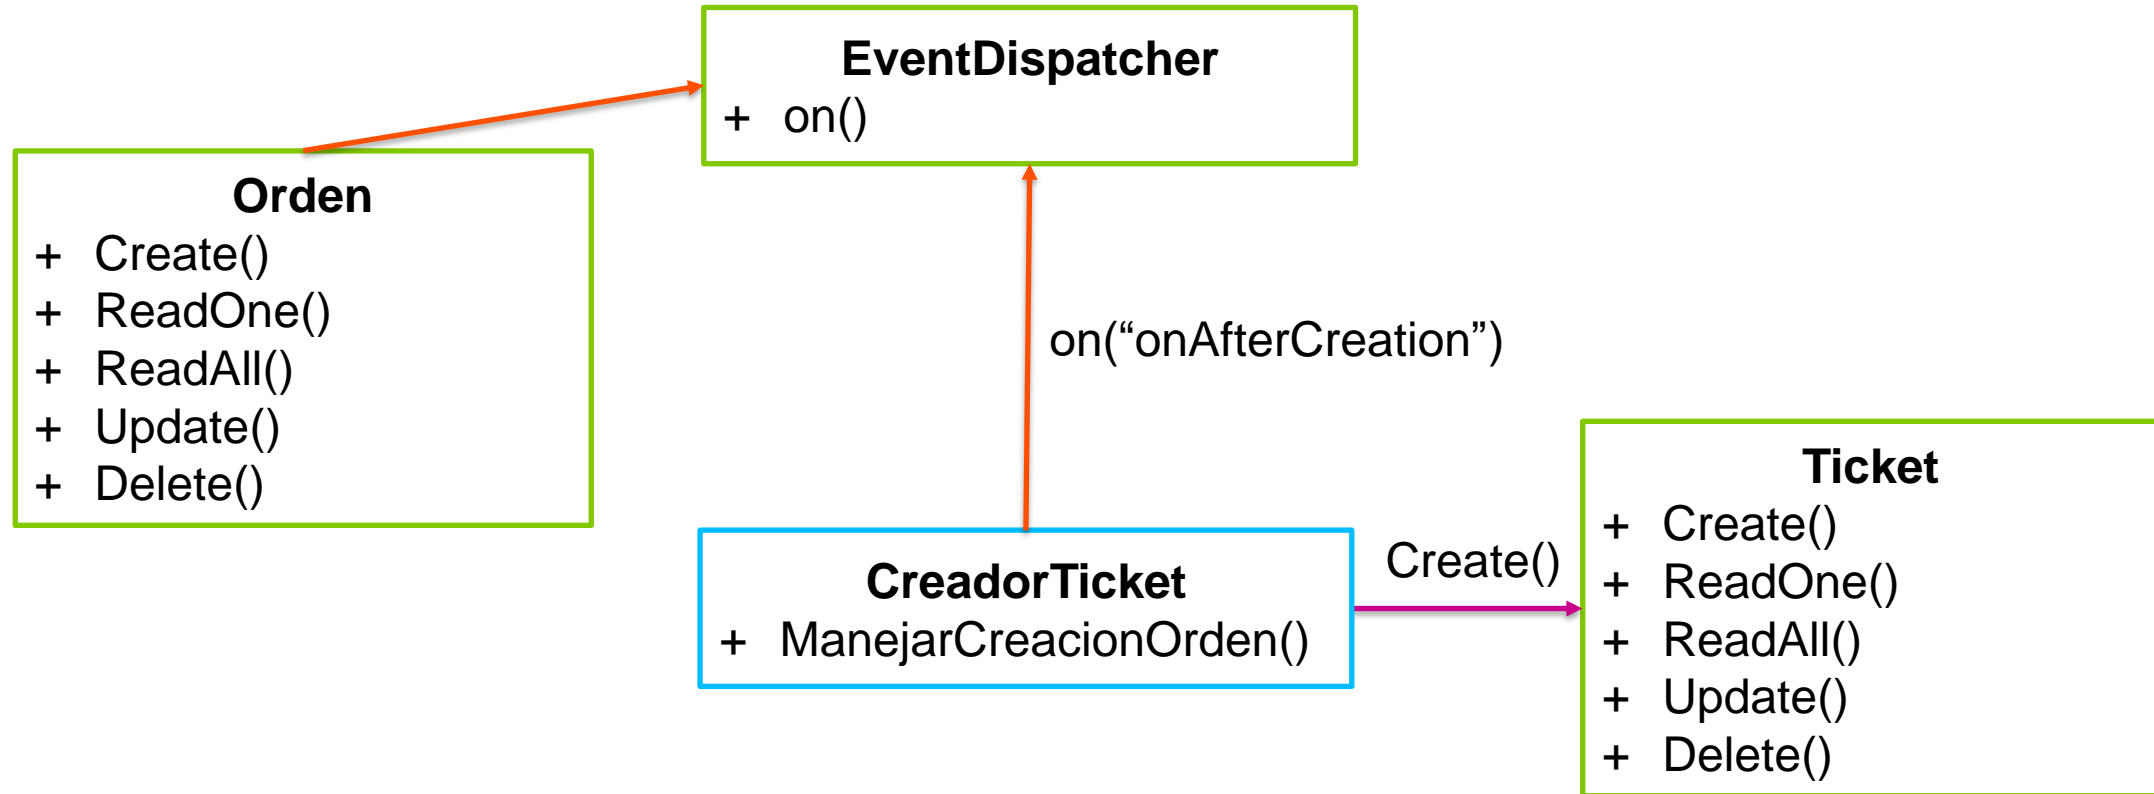 EventDispatcher
+ on()
Orden
+ Create()
+ ReadOne()
+ ReadAll()
+ Update()
+ Delete()
on(“onAfterCreation”)
CreadorTicket
+ ManejarCreacionOrden()
Create()
Ticket
+ Create()
+ ReadOne()
+ ReadAll()
+ Update()
+ Delete()